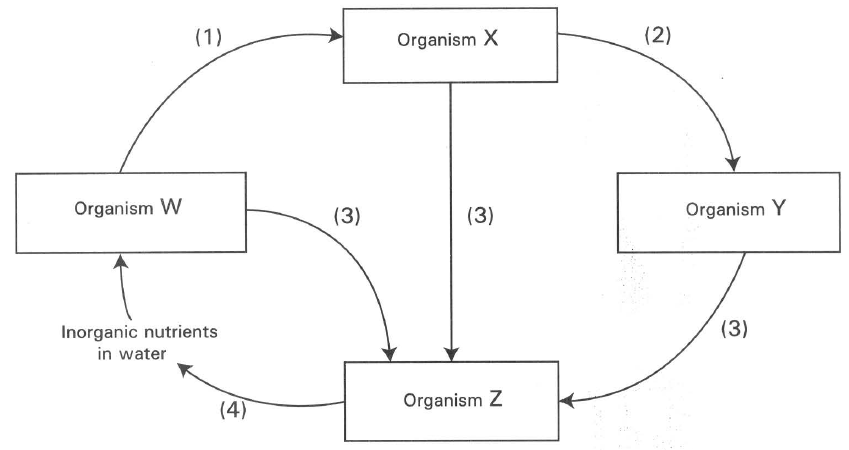 (1)
Organism X
(2)
Organism W
(3)
(3)
Organism Y
Inorganic nutrients
in water
(3)
Organism Z
(4)